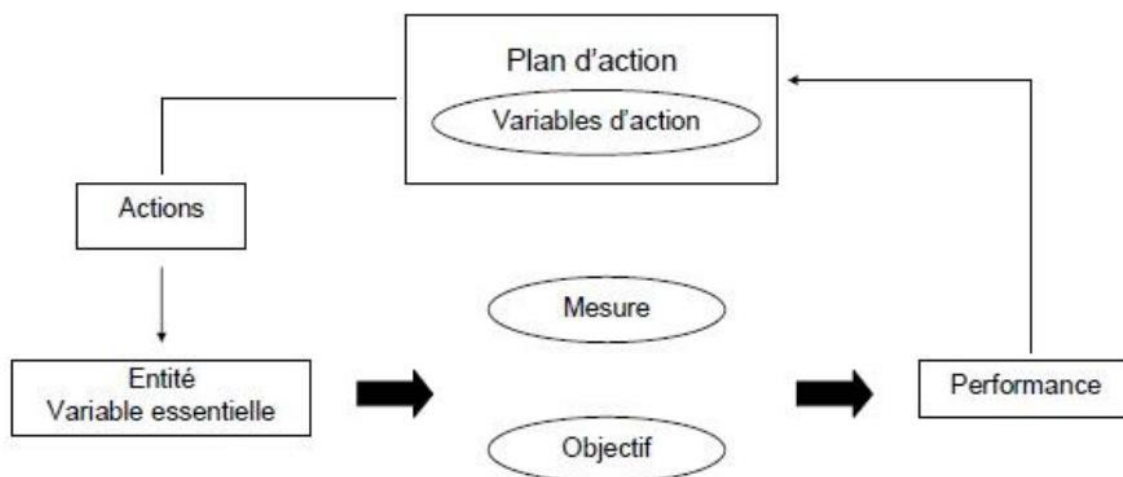 Plan d'action
Variables d'action
Actions
Mesure
Entité
Variable essentielle
Performance
Objectif